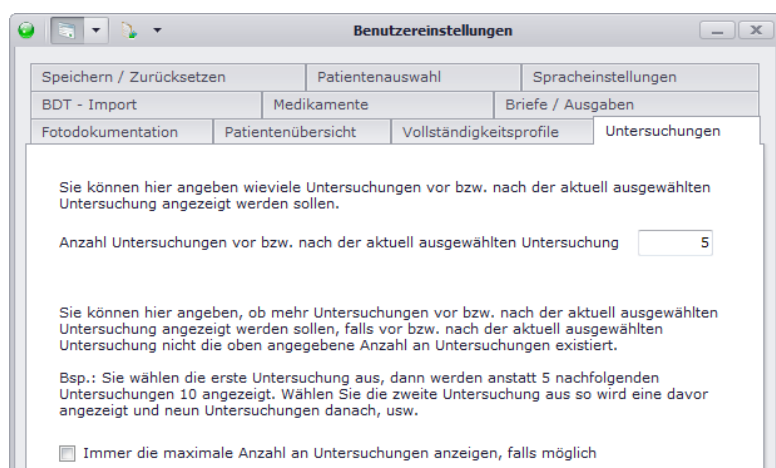 Benutzereinstellungen
Speichern / Zurücksetzen Patientenauswahl Spracheinstellungen
BDT - Import Medikamente Briefe / Ausgaben
Fotodokumentation Patientenübersicht Vollständigkeitsprofile Untersuchungen
Sie können hier angeben wieviele Untersuchungen vor bzw. nach der aktuell ausgewählten
Untersuchung angezeigt werden sollen.
Anzahl Untersuchungen vor bzw. nach der aktuell ausgewählten Untersuchung 5
Sie können hier angeben, ob mehr Untersuchungen vor bzw. nach der aktuell ausgewählten
Untersuchung angezeigt werden sollen, falls vor bzw. nach der aktuell ausgewählten
Untersuchung nicht die oben angegebene Anzahl an Untersuchungen existiert.
Bsp.: Sie wählen die erste Untersuchung aus, dann werden anstatt 5 nachfolgenden
Untersuchungen 10 angezeigt. Wählen Sie die zweite Untersuchung aus so wird eine davor
angezeigt und neun Untersuchungen danach, usw.
Immer die maximale Anzahl an Untersuchungen anzeigen, falls möglich